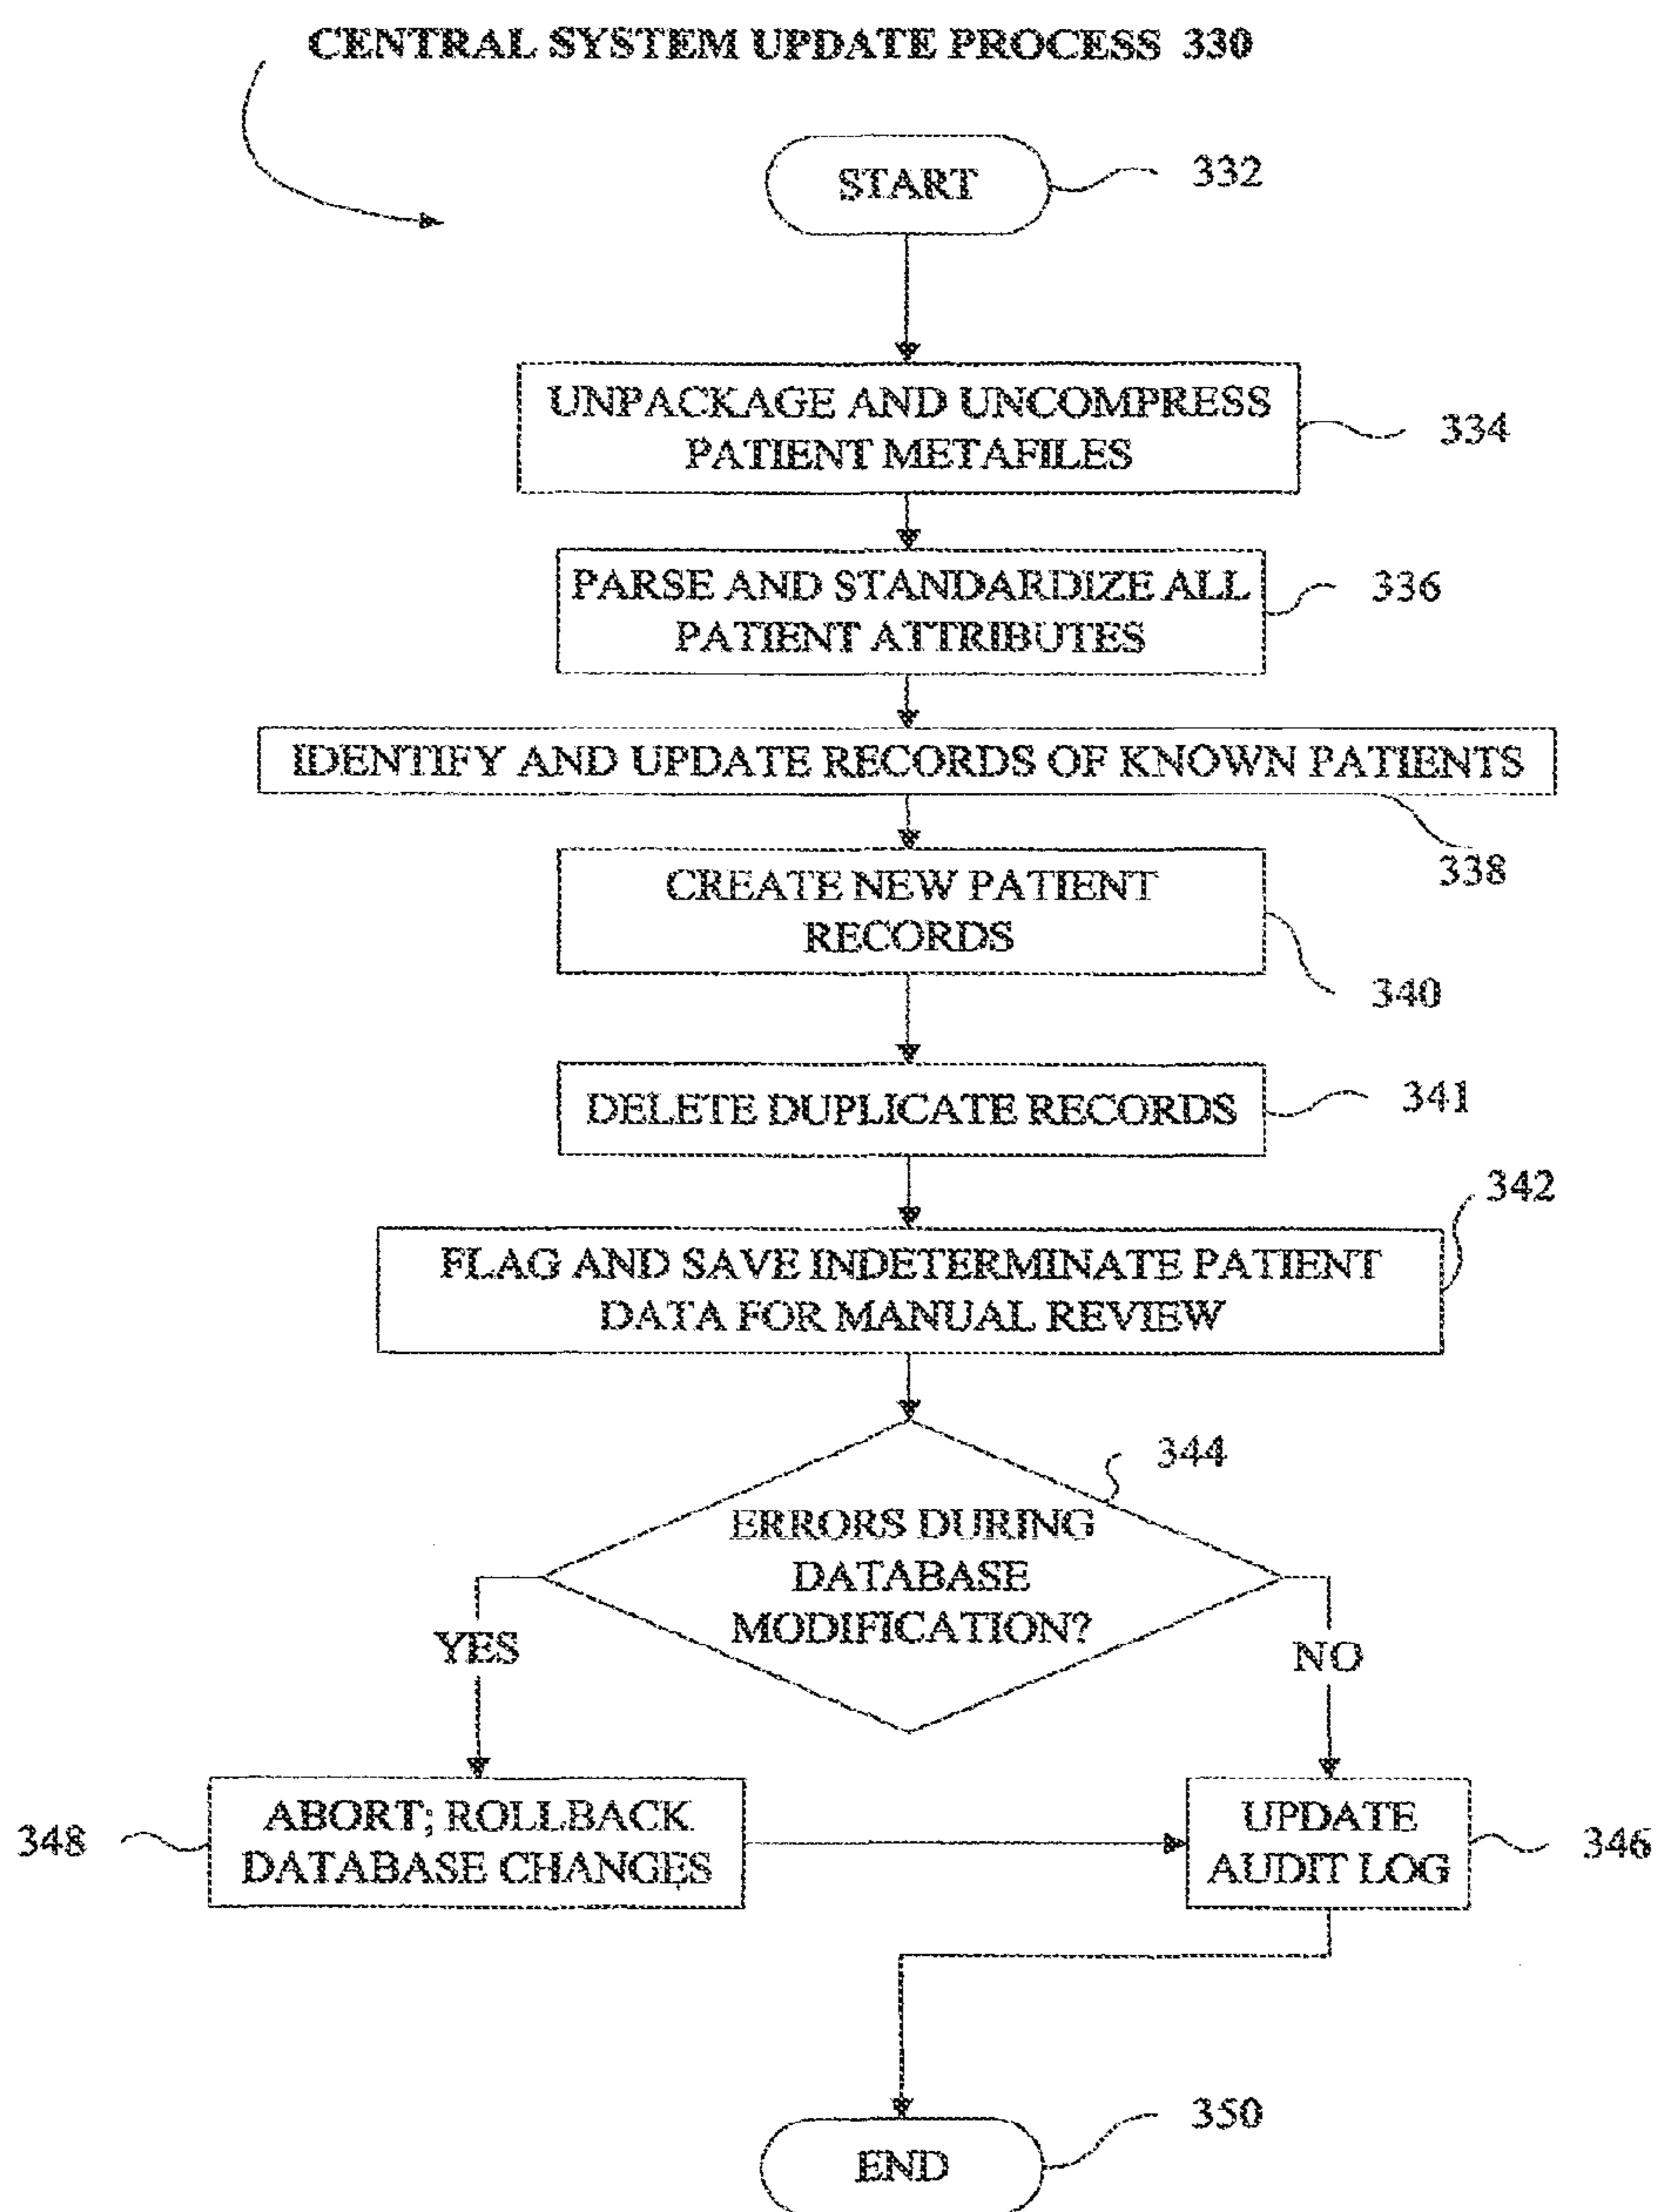 CENTRAL SYSTEM UPDATE PROCESS 330
START
332
UNPACKAGE AND UNCOMPRESS
PATIENT METAFILES
334
PARSE AND STANDARDIZE ALL
PATIENT ATTRIBUTES
336
IDENTIFY AND UPDATE RECORDS OF KNOWN PATIENTS
338
CREATE NEW PATIENT
RECORDS
340
DELETE DUPLICATE RECORDS
341
342
FLAG AND SAVE INDETERMINATE PATIENT
DATA FOR MANUAL REVIEW
344
ERRORS DURING
DATABASE
MODIFICATION?
YES
NO
348
ABORT; ROLLBACK
DATABASE CHANGES
UPDATE
AUDIT LOG
346
350
END